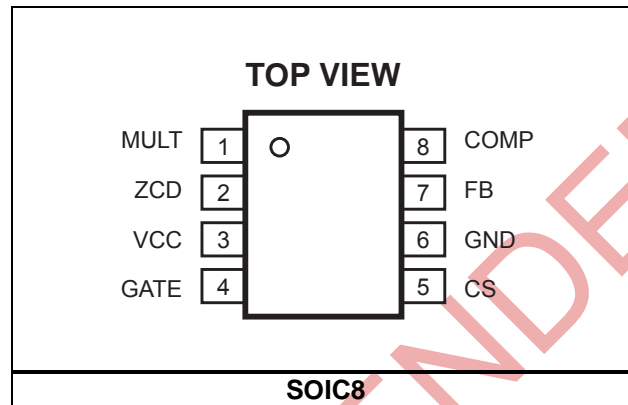 TOP VIEW
MULT 1 8 COMP
ZCD 2 7 FB
VCC 3 6 GND
GATE 4 5 CS
SOIC8